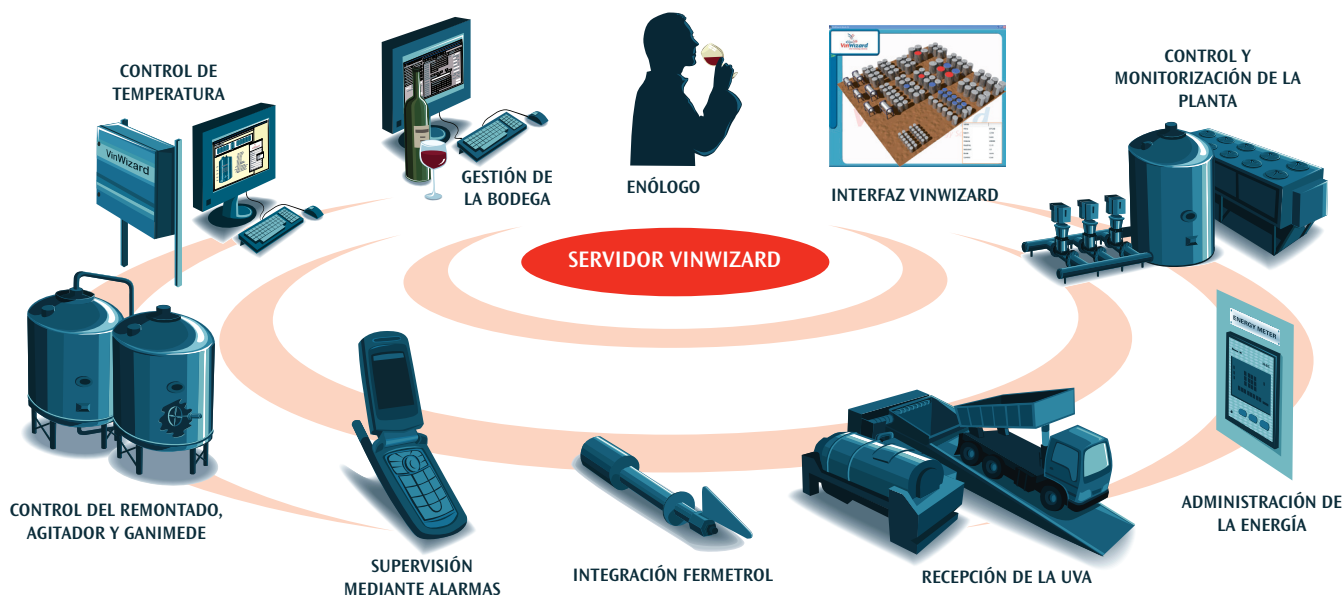 CONTROL DE
TEMPERATURA
VinWizard
GESTIÓN DE
LA BODEGA
ENÓLOGO
VinWizard
INTERFAZ VINWIZARD
CONTROL Y
MONITORIZACIÓN DE LA
PLANTA
SERVIDOR VINWIZARD
ENERGY METER
CONTROL DEL REMONTADO,
AGITADOR Y GANIMEDE
SUPERVISIÓN
MEDIANTE ALARMAS
INTEGRACIÓN FERMETROL
RECEPCIÓN DE LA UVA
ADMINISTRACIÓN DE
LA ENERGÍA